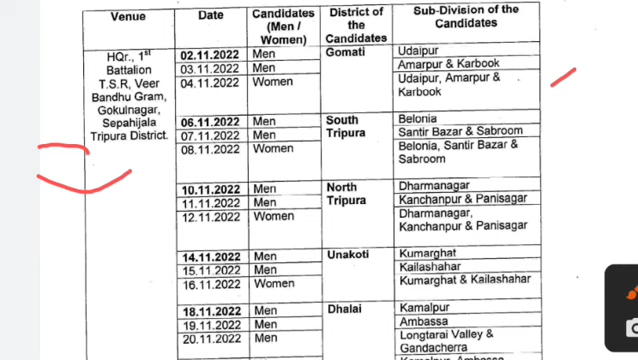 Venue
Date
Candidates
(Men /
Women)
District of
the
Candidates
Sub-Division of the
Candidates
HQr., 1st
Battalion
T.S.R, Veer
Bandhu Gram,
Gokulnagar,
Sepahijala
Tripura District.
02.11.2022 Men Gomati Udaipur
03.11.2022 Men Amarpur & Karbook
04.11.2022 Women Udaipur, Amarpur &
Karbook
06.11.2022 Men South Belonia
07.11.2022 Men Tripura Santir Bazar & Sabroom
08.11.2022 Women Belonia, Santir Bazar &
Sabroom
10.11.2022 Men North Dharmanagar
11.11.2022 Men Tripura Kanchanpur & Panisagar
12.11.2022 Women Dharmanagar,
Kanchanpur & Panisagar
14.11.2022 Men Unakoti Kumarghat
15.11.2022 Men Kailashahar
16.11.2022 Women Kumarghat & Kailashahar
18.11.2022 Men Dhalai Kamalpur
19.11.2022 Men Ambassa
20.11.2022 Men Longtarai Valley &
Gandacherra